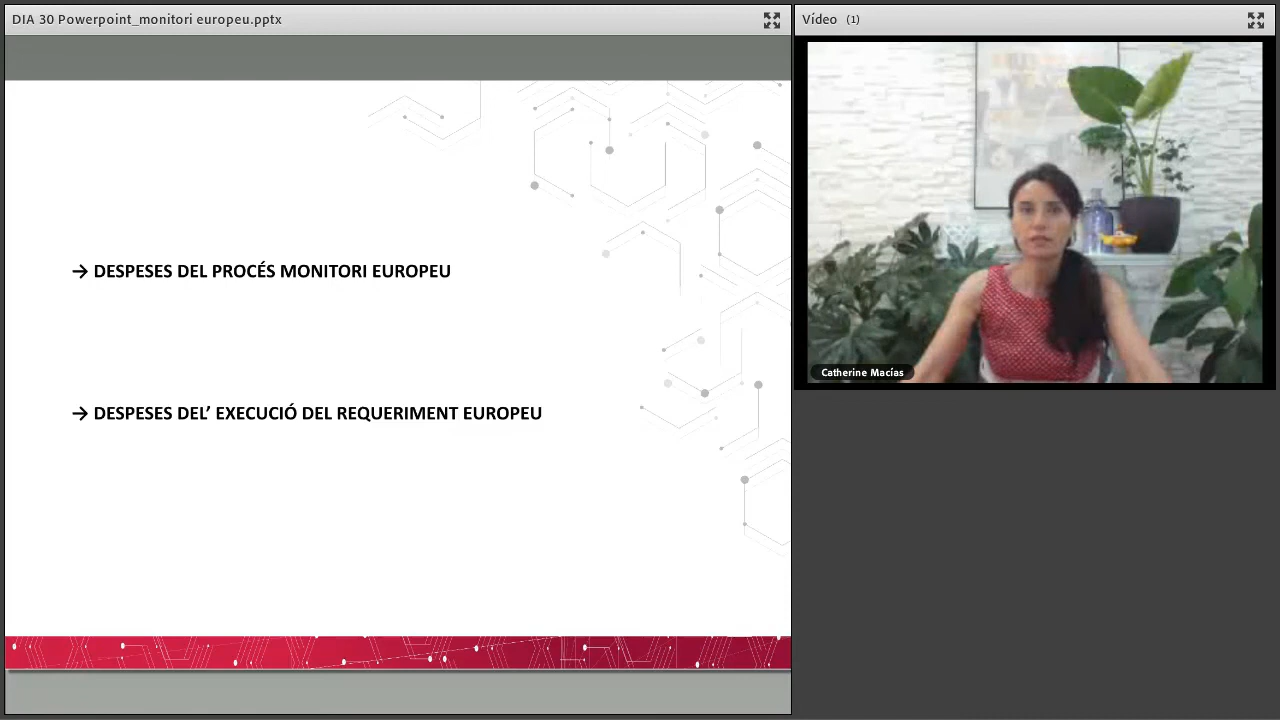 DIA 30 Powerpoint_monitori europeu.pptx
Vídeo (1)
→ DESPESES DEL PROCÉS MONITORI EUROPEU
→ DESPESES DEL’ EXECUCIÓ DEL REQUERIMENT EUROPEU
Catherine Macías